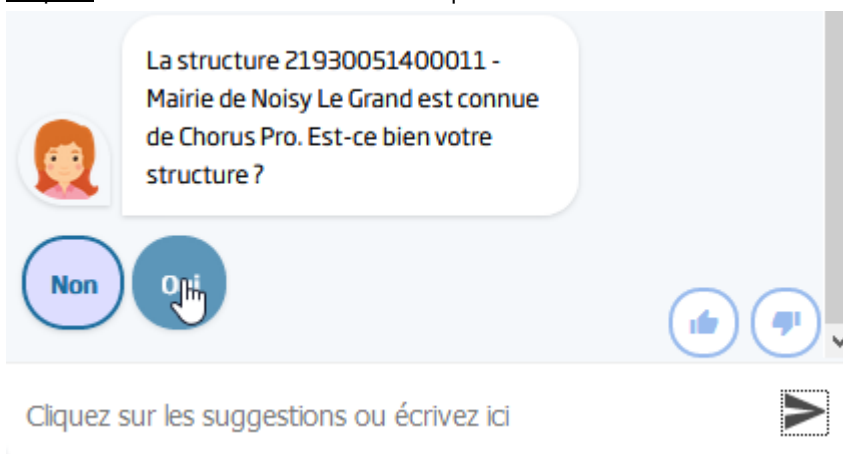 La structure 21930051400011 -
Mairie de Noisy Le Grand est connue
de Chorus Pro. Est-ce bien votre
structure ?
Non
Oui
Cliquez sur les suggestions ou écrivez ici